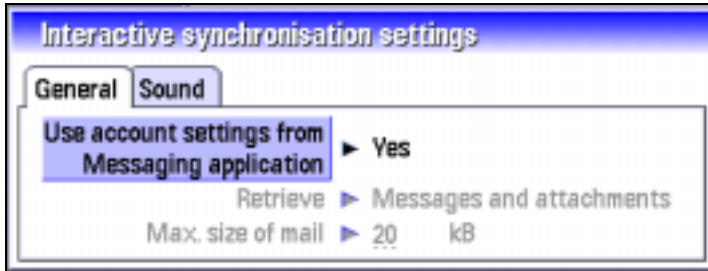 Interactive synchronisation settings
General Sound
Use account settings from
Messaging application Yes
Retrieve Messages and attachments
Max. size of mail 20 kB